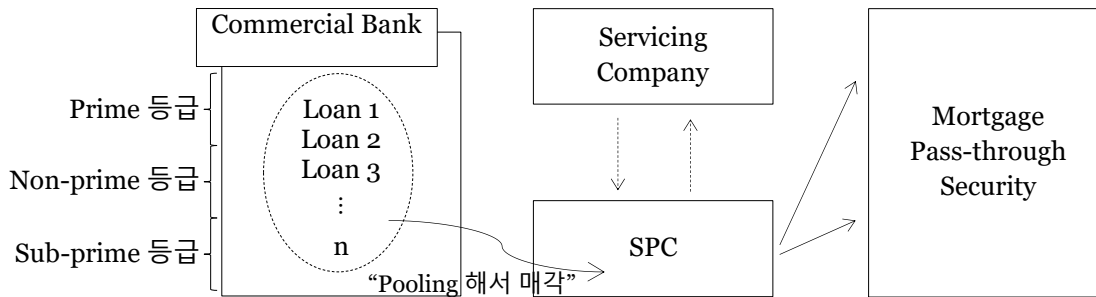 Commercial Bank
Prime 등급
Non-prime 등급
Sub-prime 등급
Loan 1
Loan 2
Loan 3
⋮
n
“Pooling 해서 매각”
Servicing
Company
SPC
Mortgage
Pass-through
Security